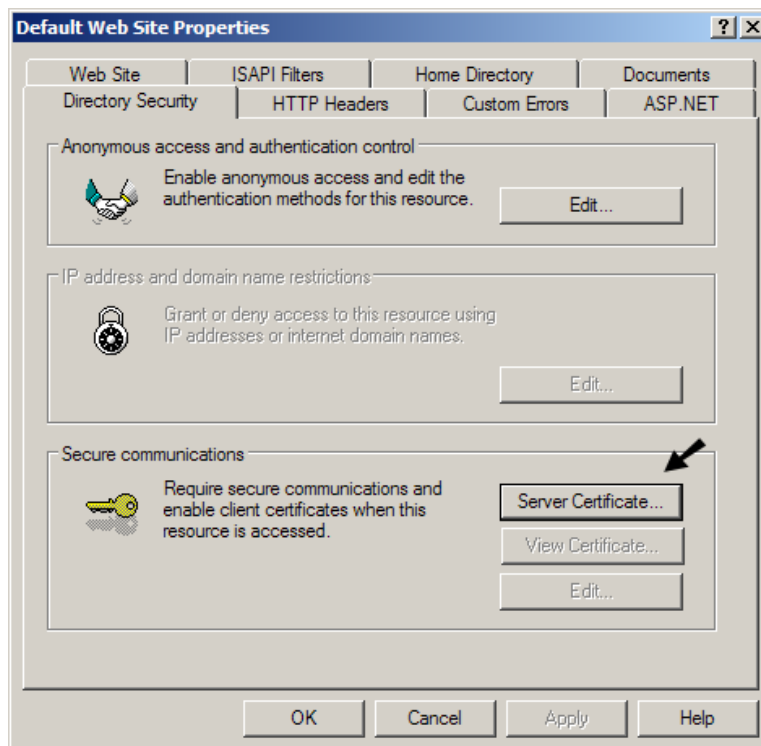 Default Web Site Properties
? X
Web Site ISAPI Filters Home Directory Documents
Directory Security HTTP Headers Custom Errors ASP.NET
Anonymous access and authentication control
Enable anonymous access and edit the
authentication methods for this resource.
Edit...
IP address and domain name restrictions
Grant or deny access to this resource using
IP addresses or internet domain names.
Edit...
Secure communications
Require secure communications and
enable client certificates when this
resource is accessed.
Server Certificate...
View Certificate...
Edit...
OK Cancel Apply Help